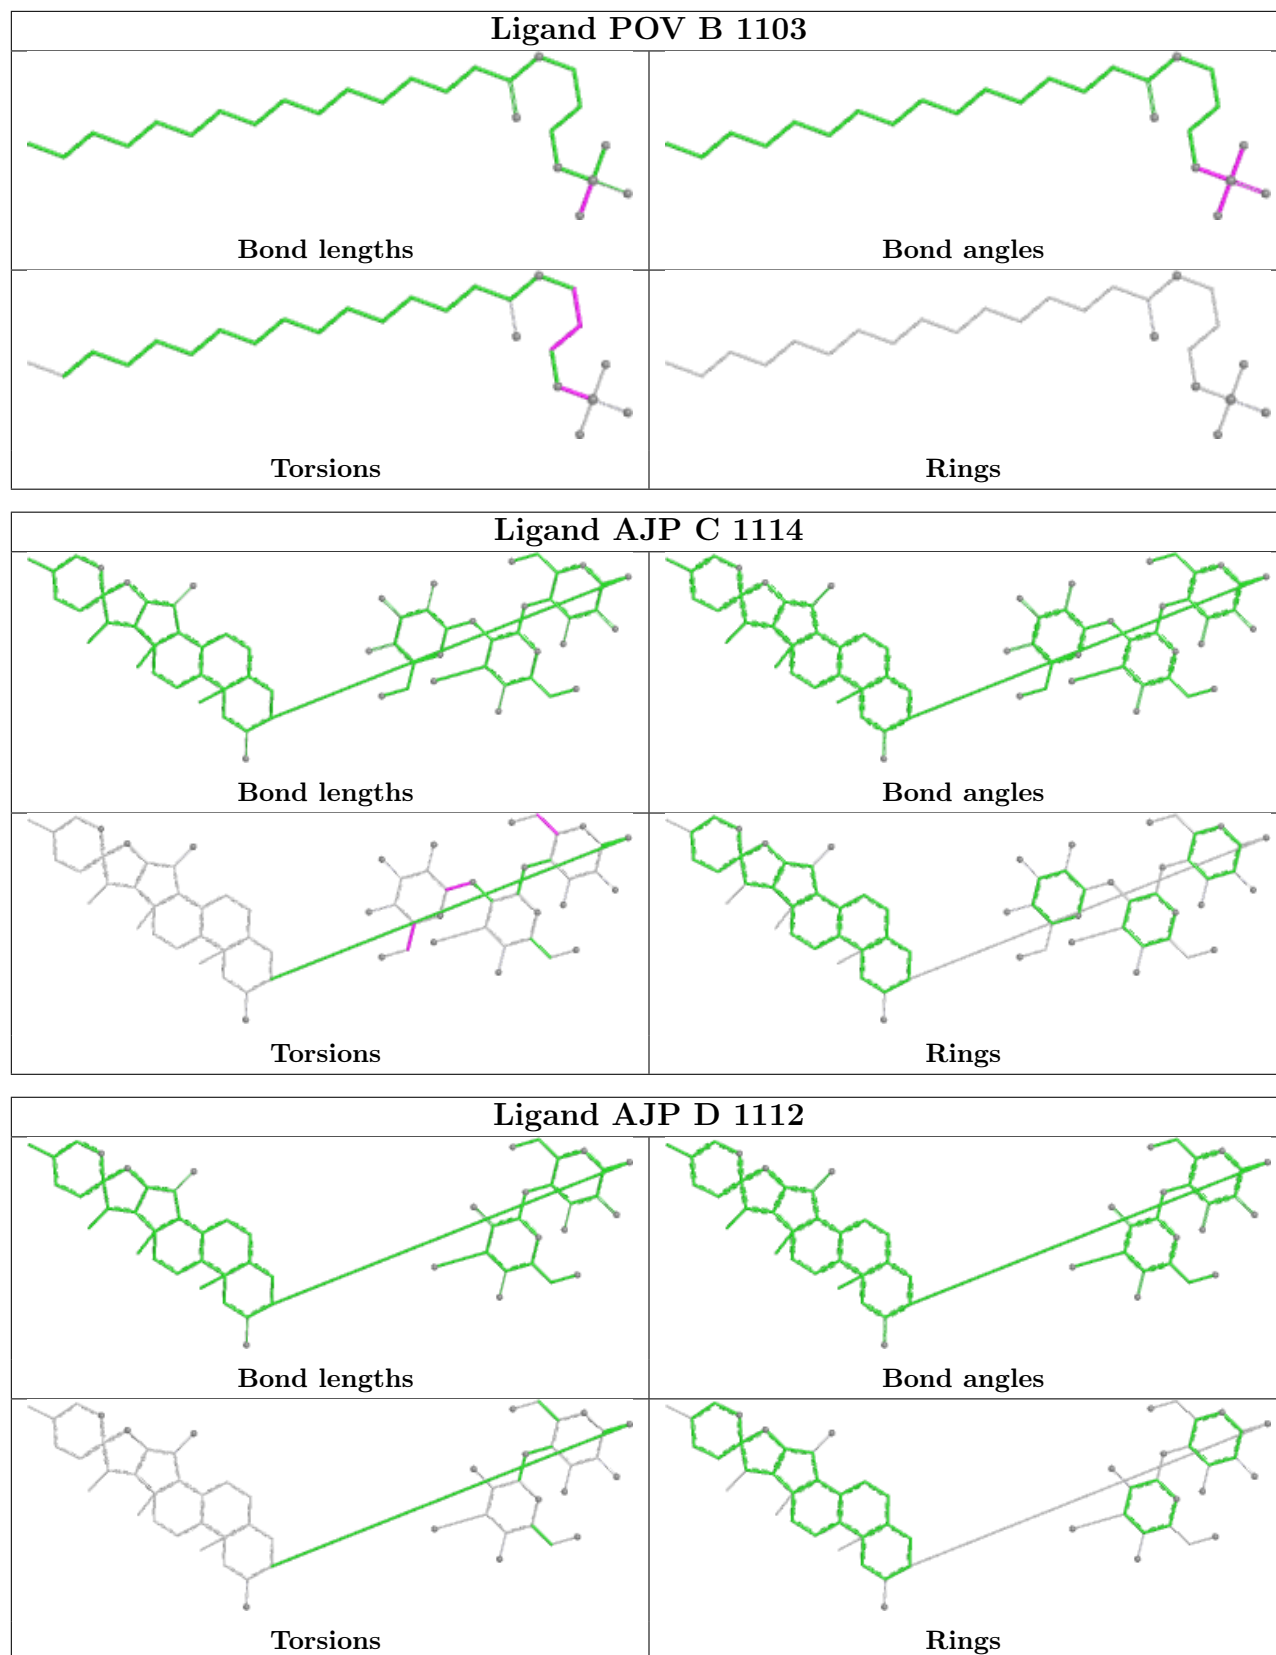 Ligand POV B 1103
Bond lengths
Bond angles
Torsions
Rings
Ligand AJP C 1114
Bond lengths
Bond angles
Torsions
Rings
Ligand AJP D 1112
Bond lengths
Bond angles
Torsions
Rings